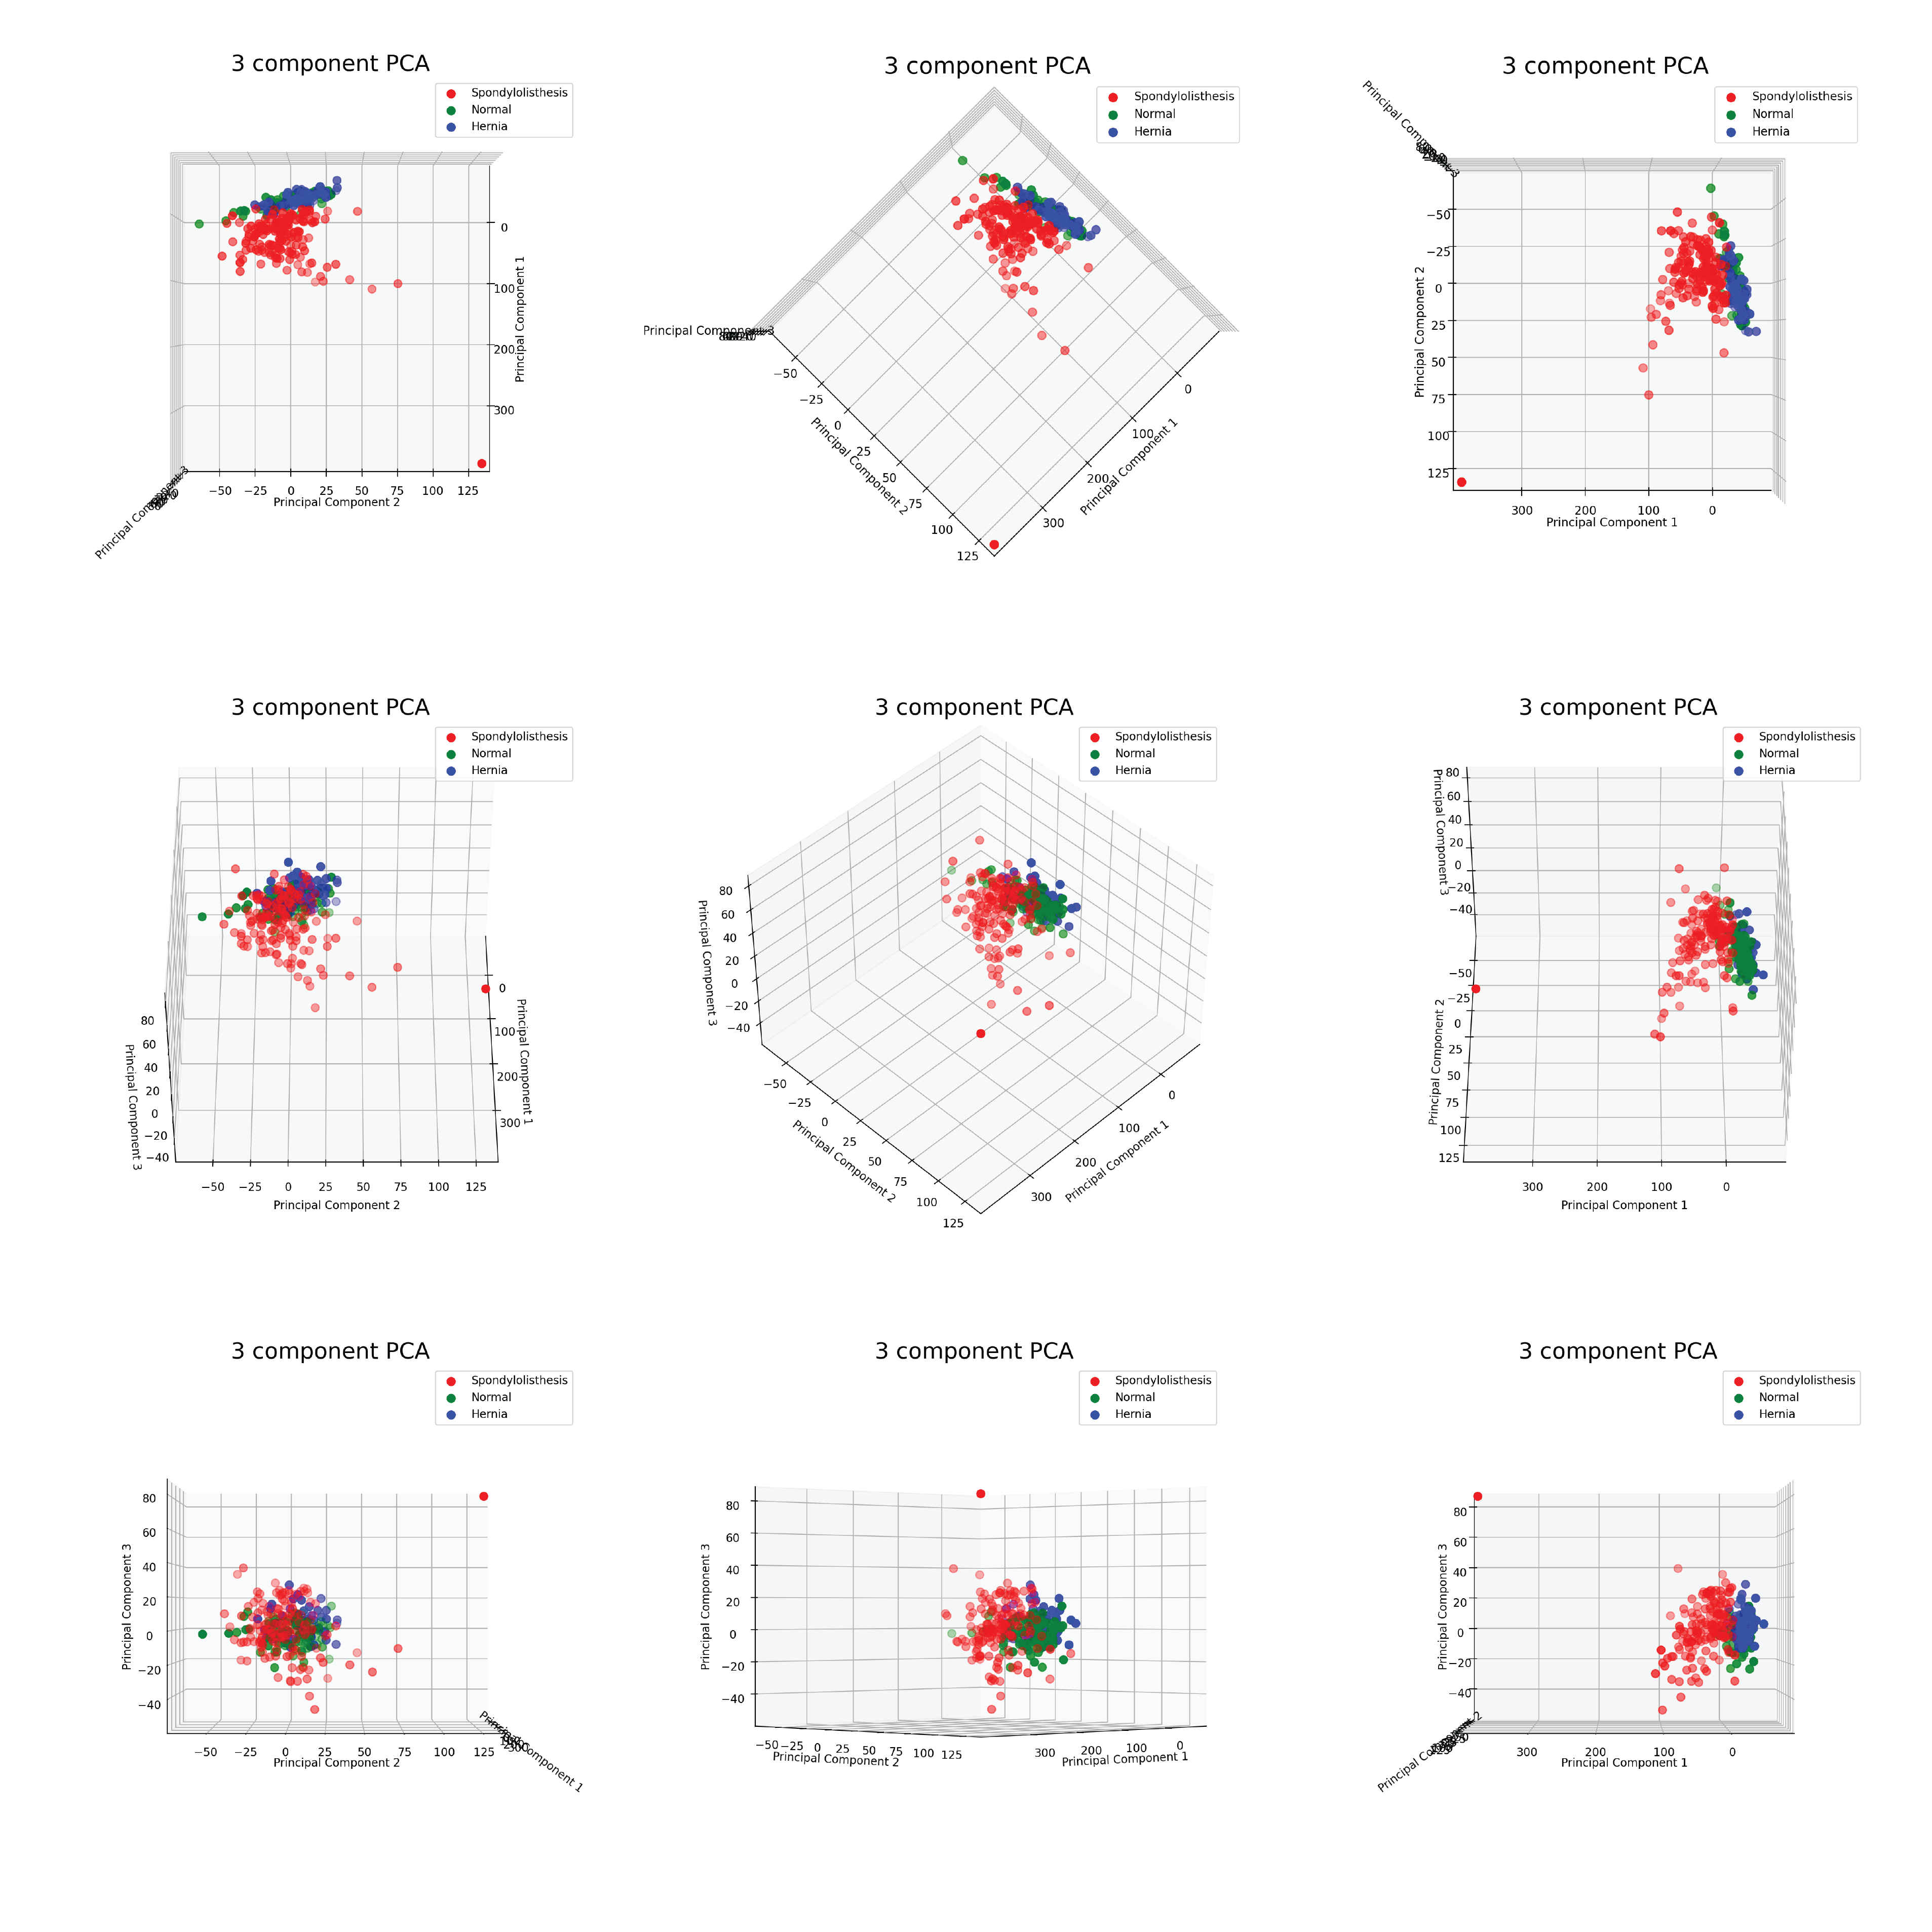 3 component PCA
Spondylolisthesis
Normal
Hernia
0
100
200
300
Principal Component 1
−50 −25 0 25 50 75 100 125
Principal Component 2
3 component PCA
Spondylolisthesis
Normal
Hernia
Principal Component 3
−50
−25
0
25
50
75
100
125
Principal Component 2
0
100
200
300
Principal Component 1
3 component PCA
Spondylolisthesis
Normal
Hernia
−50
−25
0
25
50
75
100
125
Principal Component 2
300 200 100 0
Principal Component 1
3 component PCA
Spondylolisthesis
Normal
Hernia
80
60
40
20
0
−20
−40
Principal Component 3
0
100
200
300
Principal Component 1
−50 −25 0 25 50 75 100 125
Principal Component 2
3 component PCA
Spondylolisthesis
Normal
Hernia
80
60
40
20
0
−20
−40
Principal Component 3
−50
−25
0
25
50
75
100
125
Principal Component 2
0
100
200
300
Principal Component 1
3 component PCA
Spondylolisthesis
Normal
Hernia
80
60
40
20
0
−20
−40
Principal Component 3
−50
−25
0
25
50
75
100
125
Principal Component 2
300 200 100 0
Principal Component 1
3 component PCA
Spondylolisthesis
Normal
Hernia
80
60
40
20
0
−20
−40
Principal Component 3
−50 −25 0 25 50 75 100 125
Principal Component 2
Principal Component 1
3 component PCA
Spondylolisthesis
Normal
Hernia
80
60
40
20
0
−20
−40
Principal Component 3
−50 −25 0 25 50 75 100 125
Principal Component 2
300 200 100 0
Principal Component 1
3 component PCA
Spondylolisthesis
Normal
Hernia
80
60
40
20
0
−20
−40
Principal Component 3
300 200 100 0
Principal Component 1